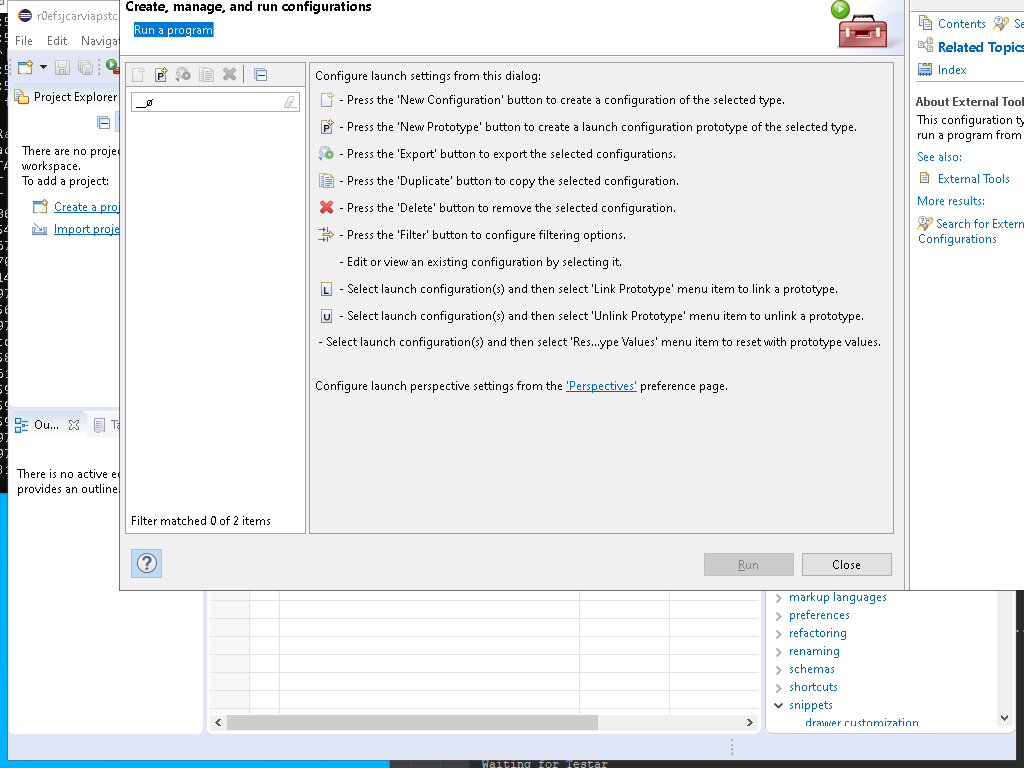 Create, manage, and run configurations
Run a program
r0efsjcarviapstc
File Edit Navigat
Project Explorer
There are no proje
workspace.
To add a project:
Create a proj
Import proje
Ou...
Ta
There is no active e
provides an outline.
__ø
Filter matched 0 of 2 items
Configure launch settings from this dialog:
- Press the 'New Configuration' button to create a configuration of the selected type.
- Press the 'New Prototype' button to create a launch configuration prototype of the selected type.
- Press the 'Export' button to export the selected configurations.
- Press the 'Duplicate' button to copy the selected configuration.
- Press the 'Delete' button to remove the selected configuration.
- Press the 'Filter' button to configure filtering options.
- Edit or view an existing configuration by selecting it.
L - Select launch configuration(s) and then select 'Link Prototype' menu item to link a prototype.
U - Select launch configuration(s) and then select 'Unlink Prototype' menu item to unlink a prototype.
- Select launch configuration(s) and then select 'Res...ype Values' menu item to reset with prototype values.
Configure launch perspective settings from the 'Perspectives' preference page.
Run
Close
Contents
Se
Related Topics
Index
About External Tool
This configuration ty
run a program from
See also:
External Tools
More results:
Search for Extern
Configurations
markup languages
preferences
refactoring
renaming
schemas
shortcuts
snippets
drawer customization
Waiting for Testar